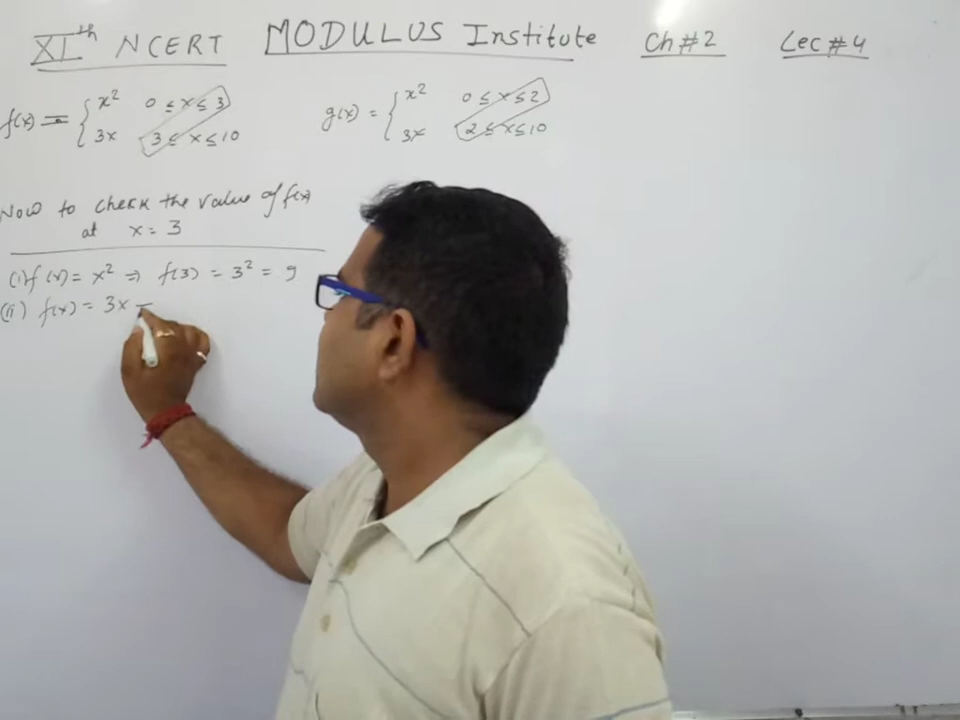 XIth NCERT MODULUS Institute Ch #2 Lec #4
f(x) = { x² 0 ≤ x ≤ 3
3x 3 ≤ x ≤ 10
g(x) = { x² 0 ≤ x ≤ 2
3x 2 ≤ x ≤ 10
Now to check the value of f(x)
at x = 3
(i) f(x) = x² ⇒ f(3) = 3² = 9
(ii) f(x) = 3x =